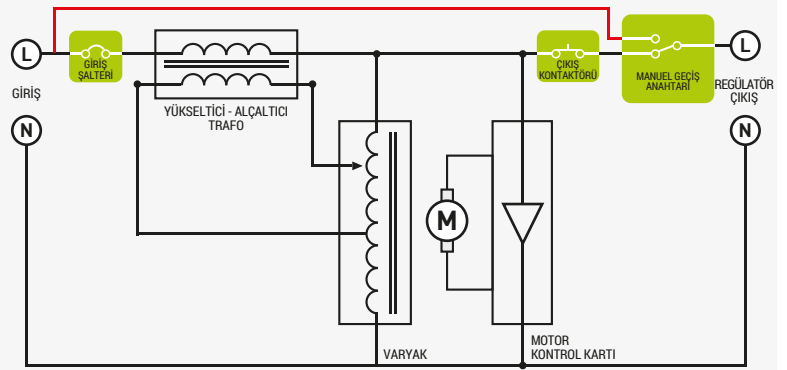 L
GİRİŞ
ŞALTERİ
GİRİŞ
N
YÜKSELTİCİ - ALÇALTICI
TRAFO
VARYAK
M
MOTOR
KONTROL KARTI
ÇIKIŞ
KONTAKTÖRÜ
MANUEL GEÇİŞ
ANAHTARI
L
REGÜLATÖR
ÇIKIŞ
N